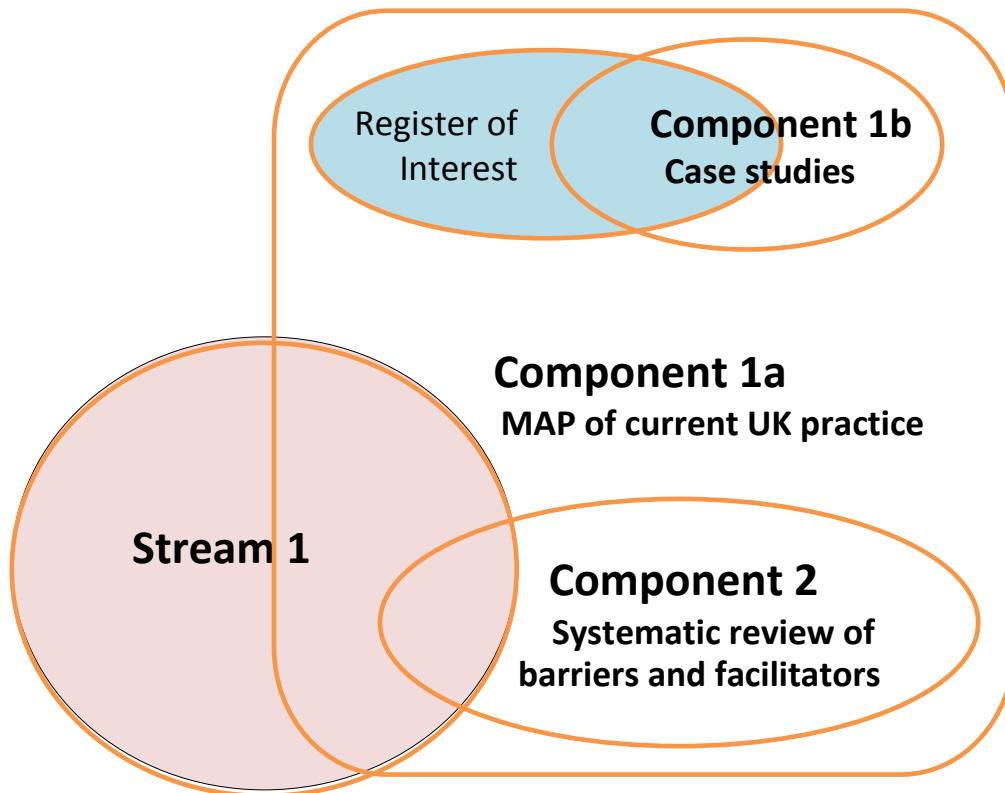 Register of
Interest
Component 1b
Case studies
Component 1a
MAP of current UK practice
Stream 1
Component 2
Systematic review of
barriers and facilitators